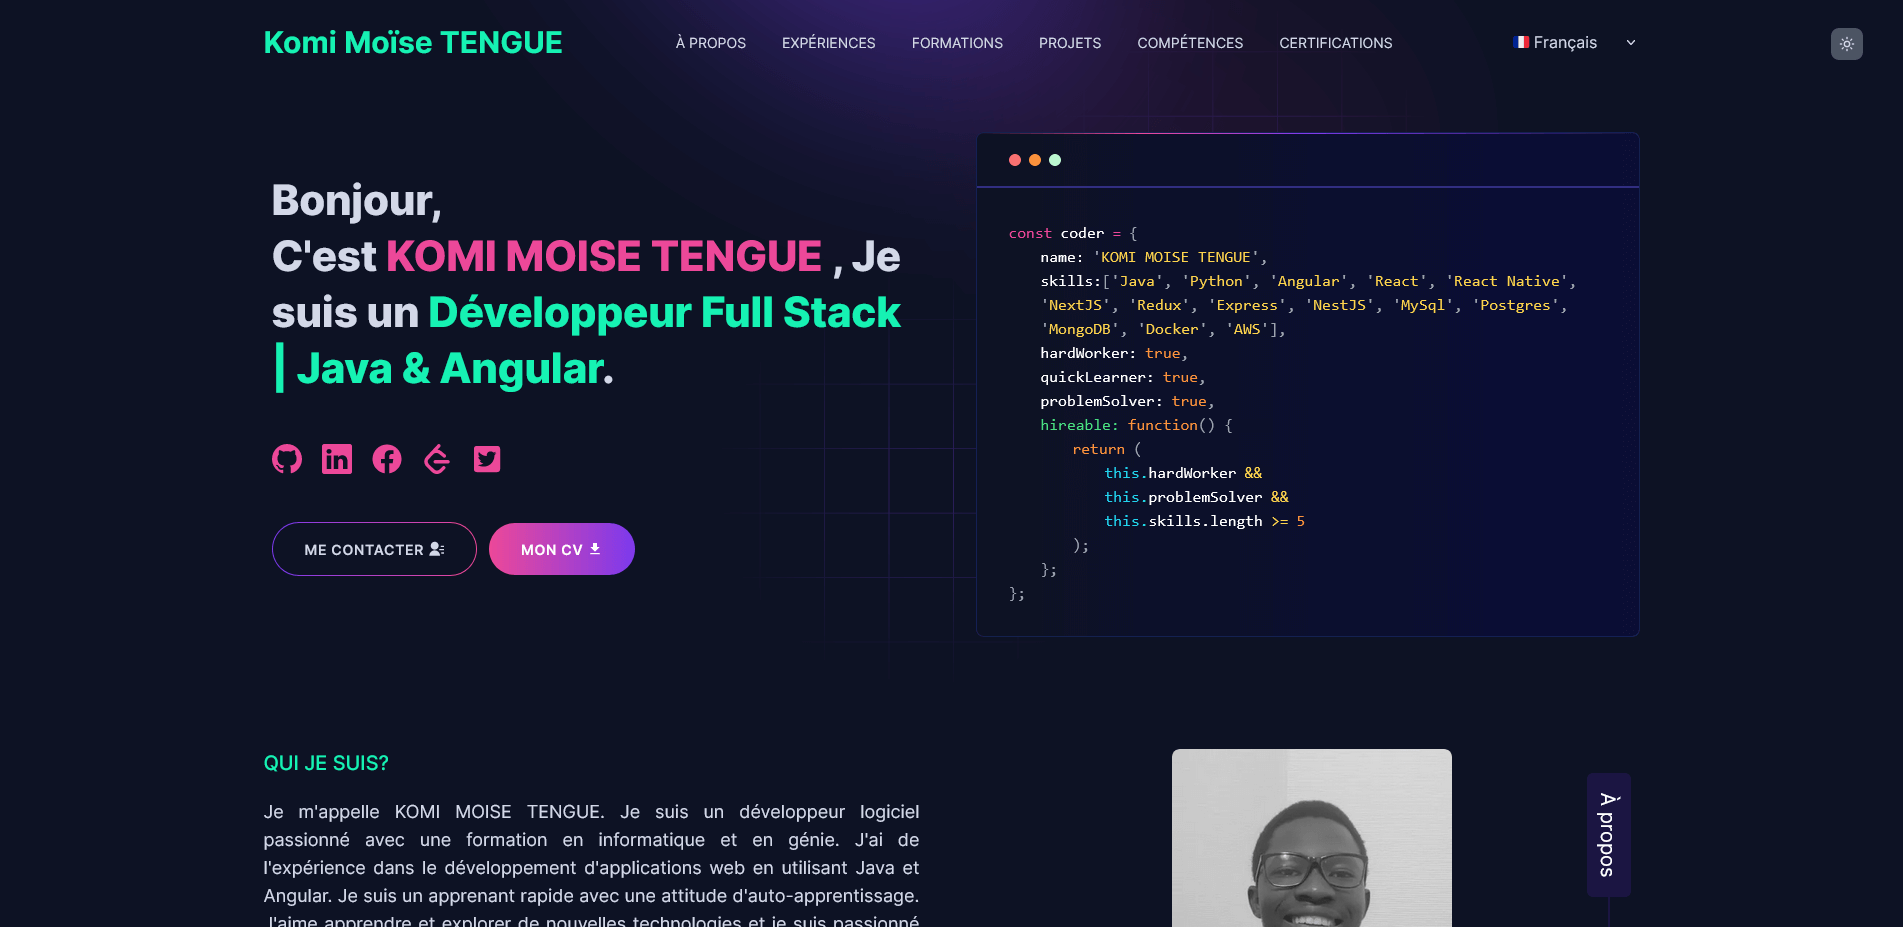 Komi Moïse TENGUE
À PROPOS
EXPÉRIENCES
FORMATIONS
PROJETS
COMPÉTENCES
CERTIFICATIONS
Français
Bonjour,
C'est KOMI MOISE TENGUE , Je
suis un Développeur Full Stack
| Java & Angular.
ME CONTACTER
MON CV
const coder = {
name: 'KOMI MOISE TENGUE',
skills:['Java', 'Python', 'Angular', 'React', 'React Native',
'NextJS', 'Redux', 'Express', 'NestJS', 'MySql', 'Postgres',
'MongoDB', 'Docker', 'AWS'],
hardWorker: true,
quickLearner: true,
problemSolver: true,
hireable: function() {
return (
this.hardWorker &&
this.problemSolver &&
this.skills.length >= 5
);
};
};
QUI JE SUIS?
Je m'appelle KOMI MOISE TENGUE. Je suis un développeur logiciel
passionné avec une formation en informatique et en génie. J'ai de
l'expérience dans le développement d'applications web en utilisant Java et
Angular. Je suis un apprenant rapide avec une attitude d'auto-apprentissage.
J'aime apprendre et explorer de nouvelles technologies et je suis passionné
À propos